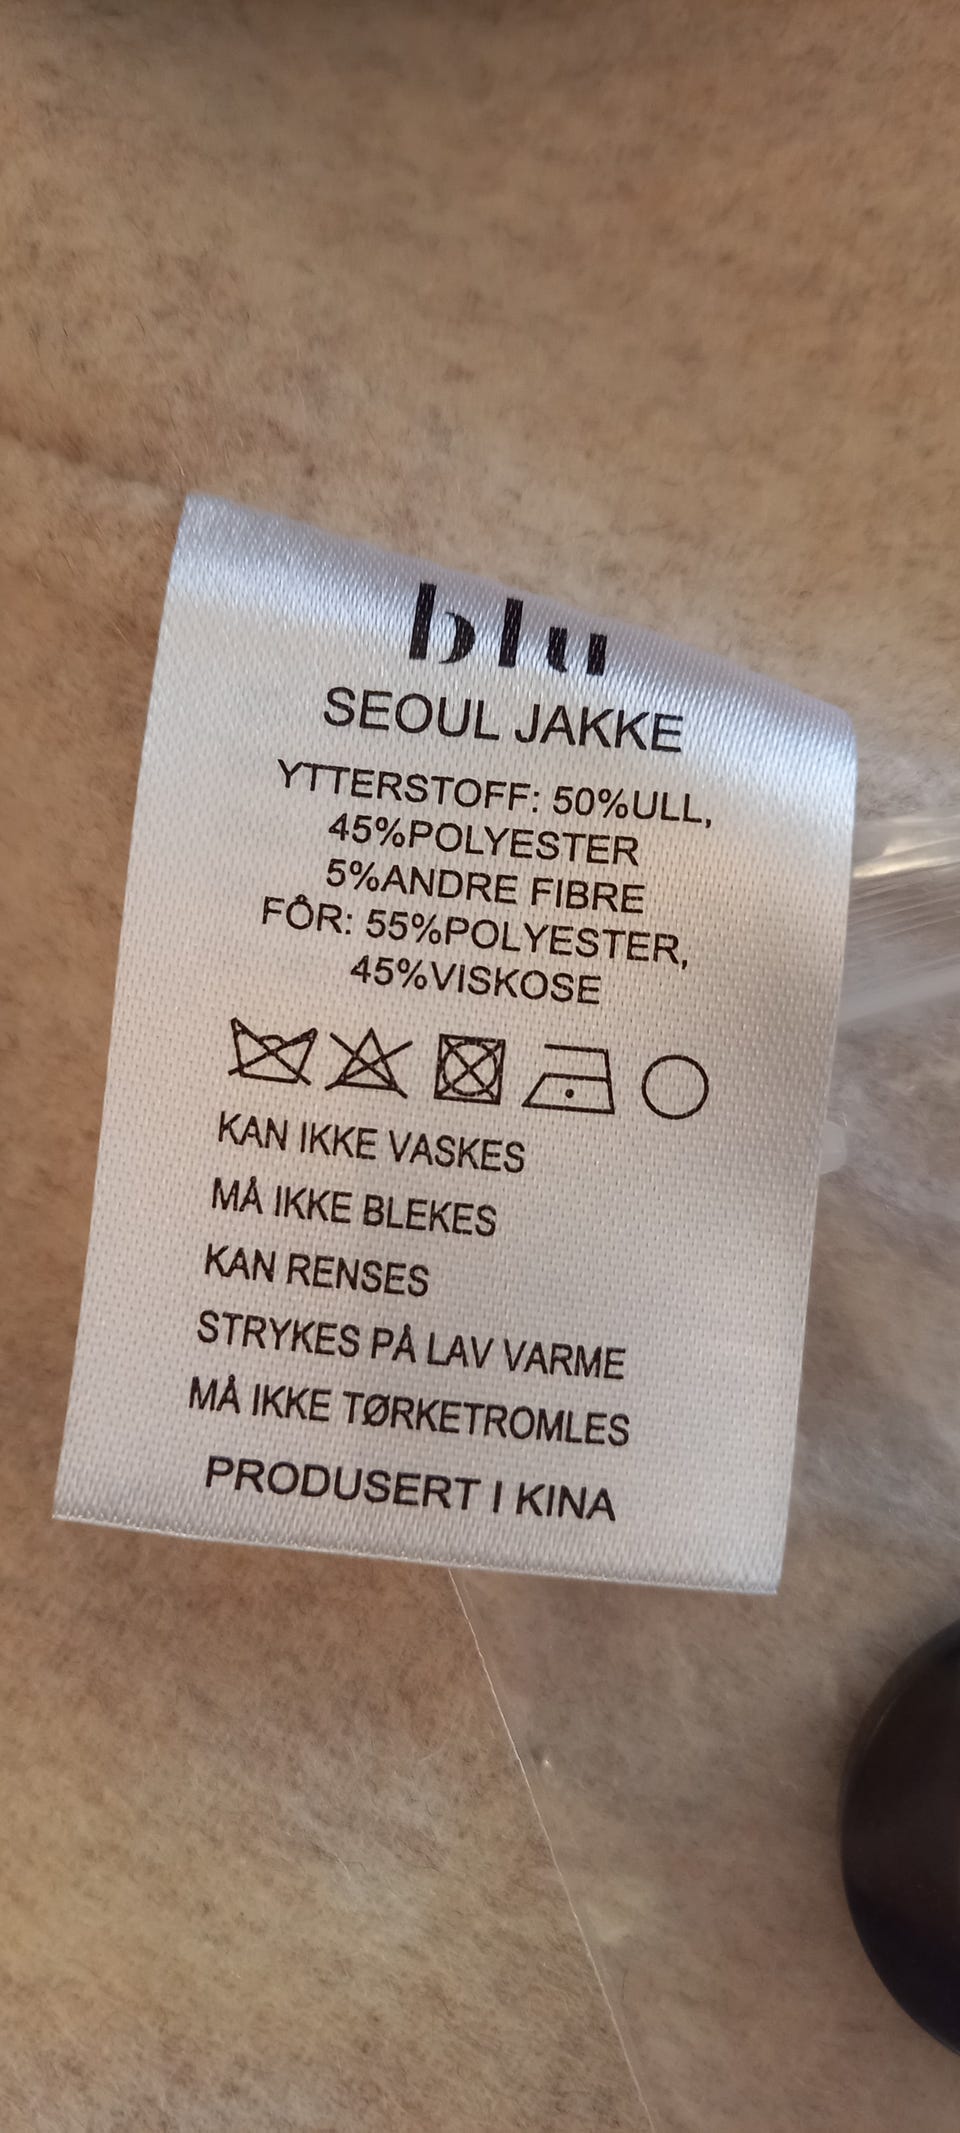 blu
SEOUL JAKKE
YTTERSTOFF: 50%ULL,
45%POLYESTER
5%ANDRE FIBRE
FÔR: 55%POLYESTER,
45%VISKOSE
KAN IKKE VASKES
MÅ IKKE BLEKES
KAN RENSES
STRYKES PÅ LAV VARME
MÅ IKKE TØRKETROMLES
PRODUSERT I KINA